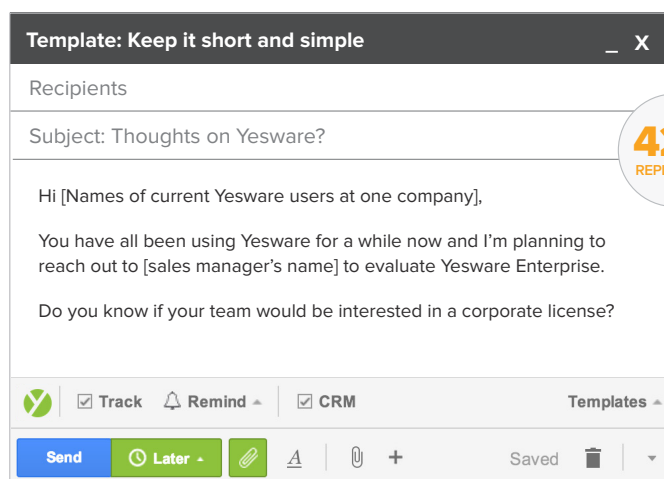 Template: Keep it short and simple _ X
Recipients
Subject: Thoughts on Yesware?
Hi [Names of current Yesware users at one company],
You have all been using Yesware for a while now and I'm planning to
reach out to [sales manager's name] to evaluate Yesware Enterprise.
Do you know if your team would be interested in a corporate license?
Track Remind CRM Templates
Send Later A + Saved